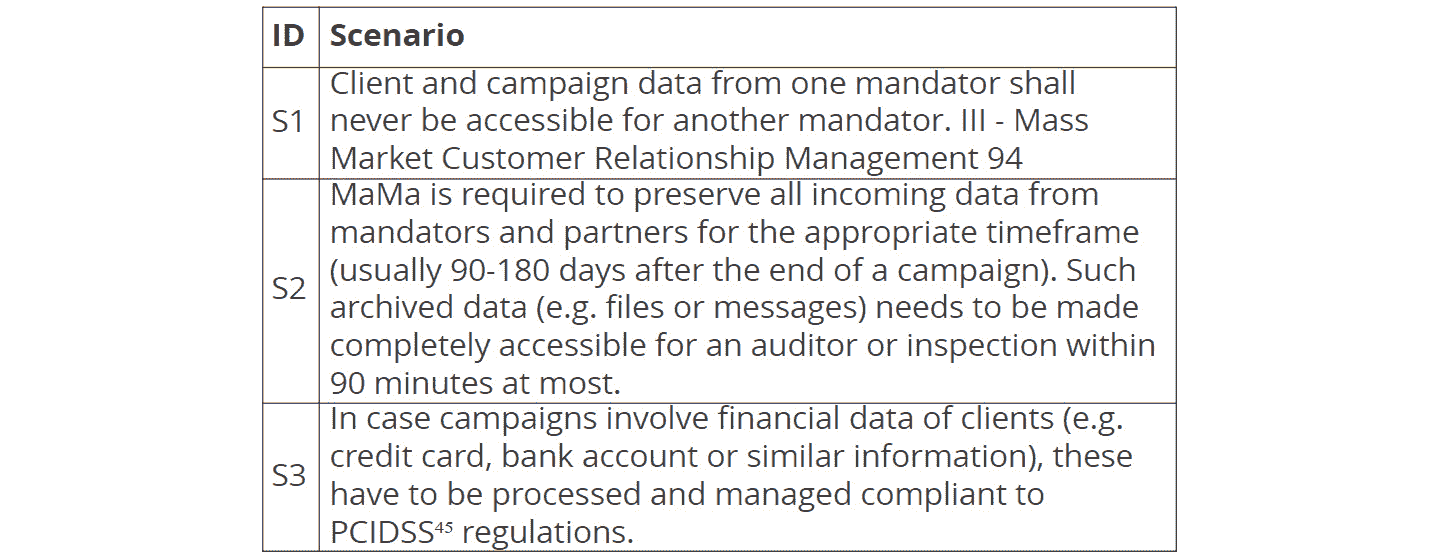 ID Scenario
S1
Client and campaign data from one mandator shall
never be accessible for another mandator. III - Mass
Market Customer Relationship Management 94
S2
MaMa is required to preserve all incoming data from
mandators and partners for the appropriate timeframe
(usually 90-180 days after the end of a campaign). Such
archived data (e.g. files or messages) needs to be made
completely accessible for an auditor or inspection within
90 minutes at most.
S3
In case campaigns involve financial data of clients (e.g.
credit card, bank account or similar information), these
have to be processed and managed compliant to
PCIDSS⁴⁵ regulations.